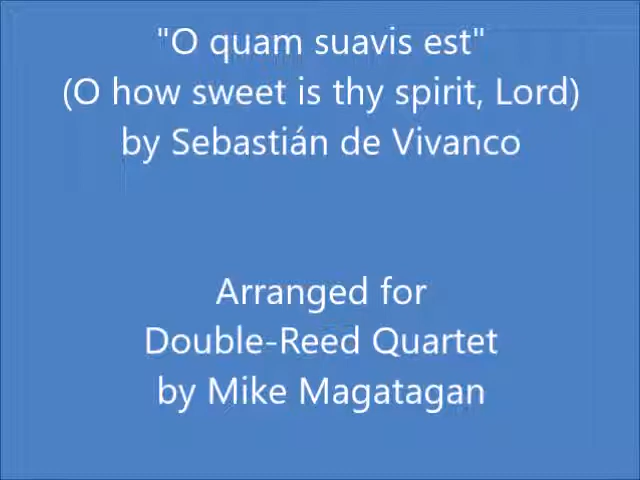 "O quam suavis est"
(O how sweet is thy spirit, Lord)
by Sebastián de Vivanco
Arranged for
Double-Reed Quartet
by Mike Magatagan